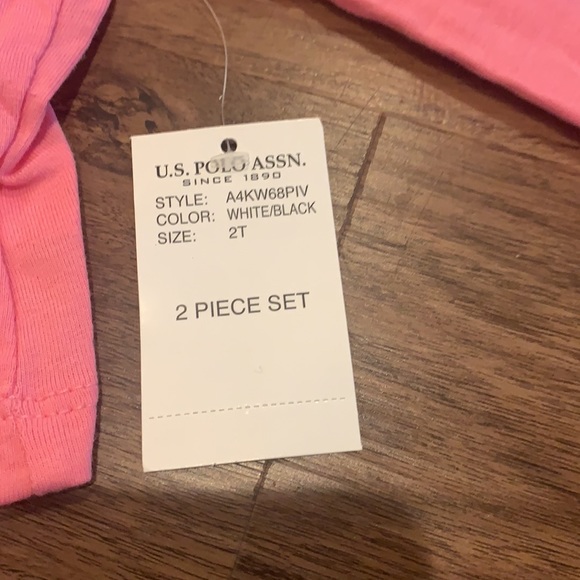 U.S. POLO ASSN.
SINCE 1890
STYLE: A4KW68PIV
COLOR: WHITE/BLACK
SIZE: 2T
2 PIECE SET